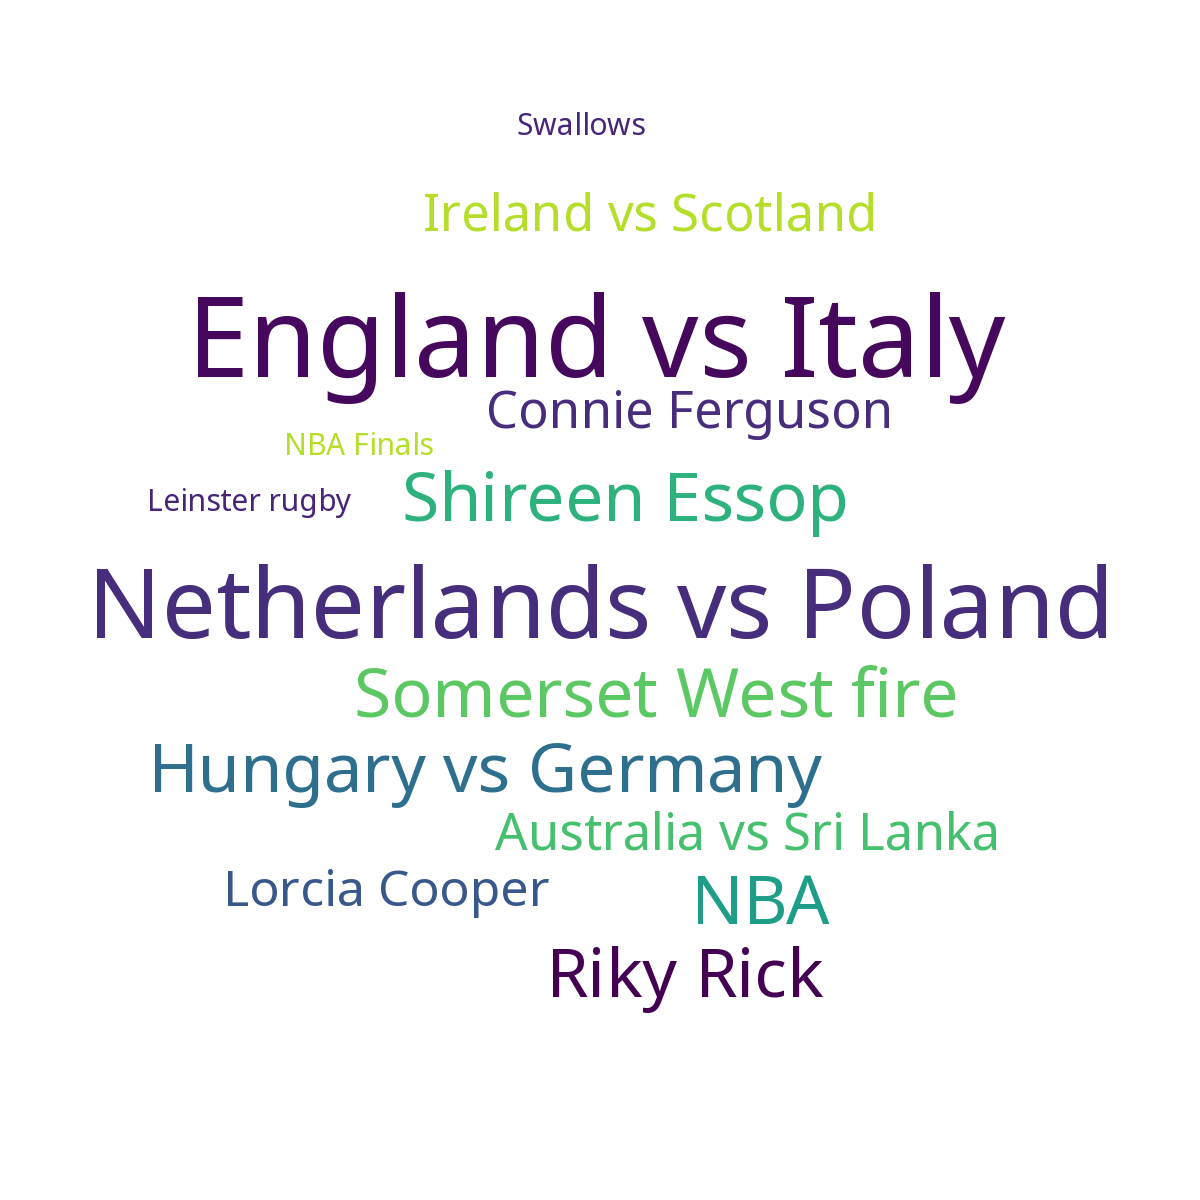 Swallows
Ireland vs Scotland
England vs Italy
Connie Ferguson
NBA Finals
Shireen Essop
Leinster rugby
Netherlands vs Poland
Somerset West fire
Hungary vs Germany
Australia vs Sri Lanka
Lorcia Cooper
NBA
Riky Rick